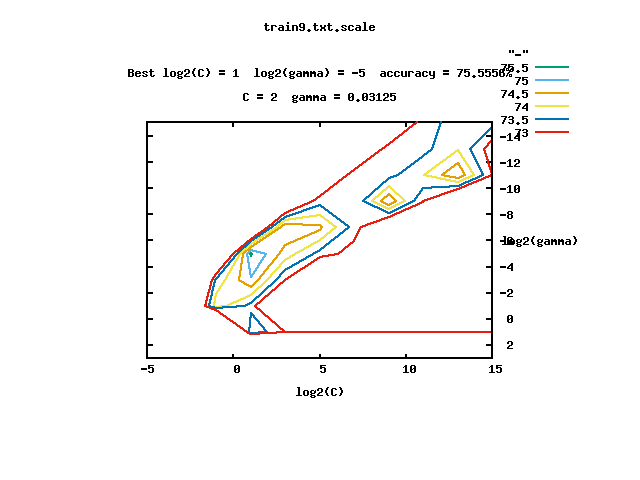 train9.txt.scale
"-"
Best log2(C) = 1 log2(gamma) = -5 accuracy = 75.5556%
75.5
75
74.5
74
73.5
73
C = 2 gamma = 0.03125
-14
-12
-10
-8
-6
log2(gamma)
-4
-2
0
2
-5 0 5 10 15
log2(C)